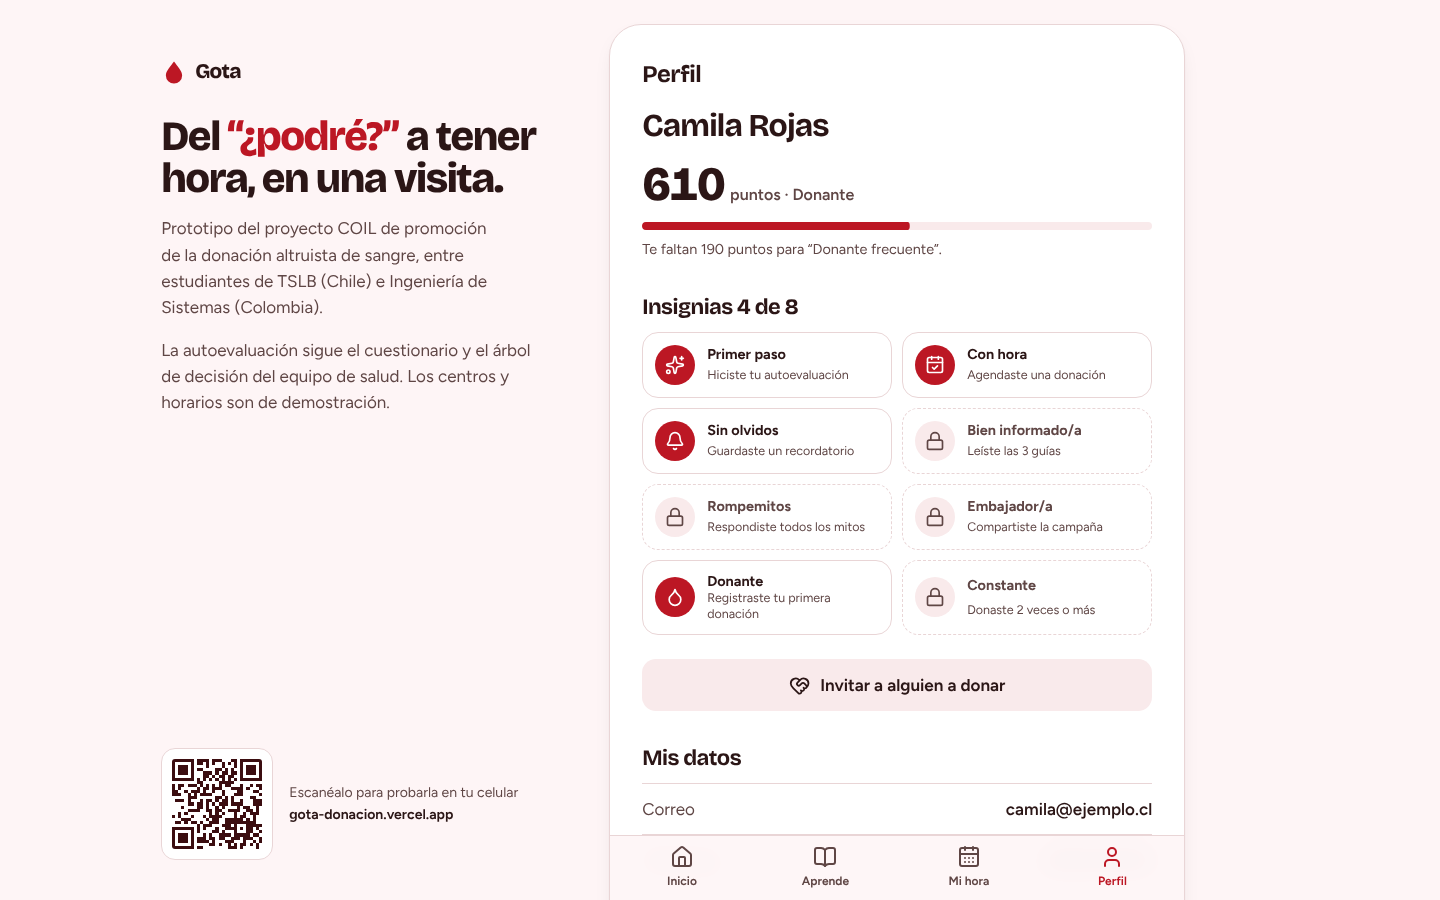 Gota
Del “¿podré?” a tener
hora, en una visita.
Prototipo del proyecto COIL de promoción
de la donación altruista de sangre, entre
estudiantes de TSLB (Chile) e Ingeniería de
Sistemas (Colombia).
La autoevaluación sigue el cuestionario y el árbol
de decisión del equipo de salud. Los centros y
horarios son de demostración.
Escanéalo para probarla en tu celular
gota-donacion.vercel.app
Perfil
Camila Rojas
610 puntos · Donante
Te faltan 190 puntos para “Donante frecuente”.
Insignias 4 de 8
Primer paso
Hiciste tu autoevaluación
Con hora
Agendaste una donación
Sin olvidos
Guardaste un recordatorio
Bien informado/a
Leíste las 3 guías
Rompemitos
Respondiste todos los mitos
Embajador/a
Compartiste la campaña
Donante
Registraste tu primera
donación
Constante
Donaste 2 veces o más
Invitar a alguien a donar
Mis datos
Correo camila@ejemplo.cl
Inicio Aprende Mi hora Perfil